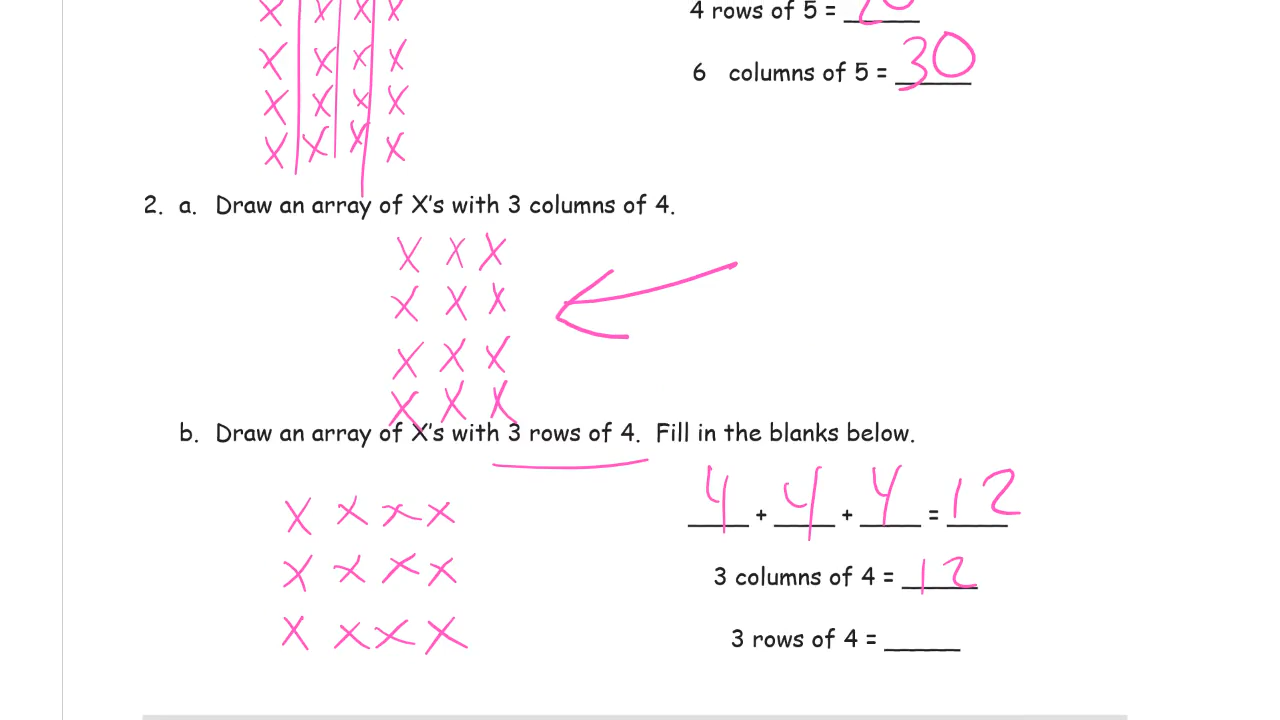 X X X X
4 rows of 5 = 20
X X X X
6 columns of 5 = 30
X X X X
X X X X
2. a. Draw an array of X's with 3 columns of 4.
X X X
X X X
X X X
X X X
b. Draw an array of X's with 3 rows of 4. Fill in the blanks below.
X X X X
4 + 4 + 4 = 12
X X X X
3 columns of 4 = 12
X X X X
3 rows of 4 = ____